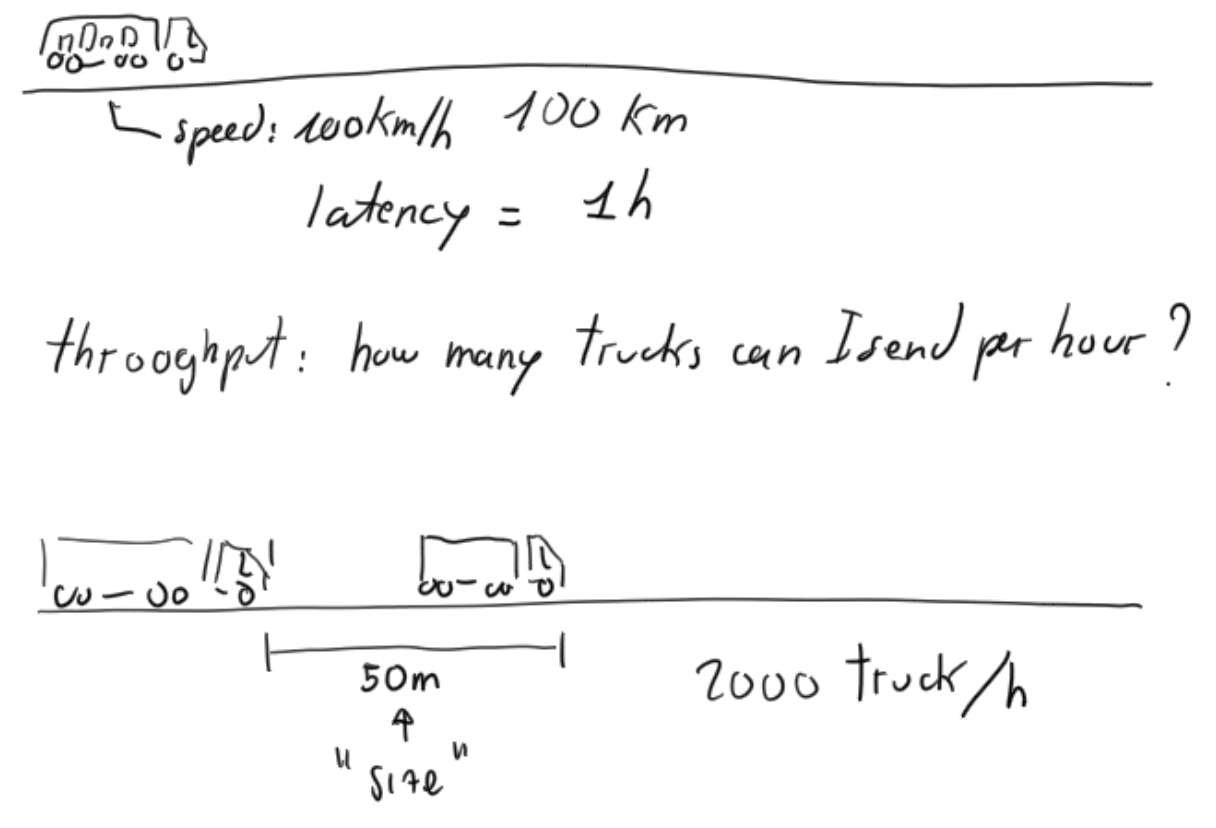 speed: 100km/h 100 km
latency = 1h
throoghput: how many trucks can I send per hour?
50m
2000 truck/h
"size"